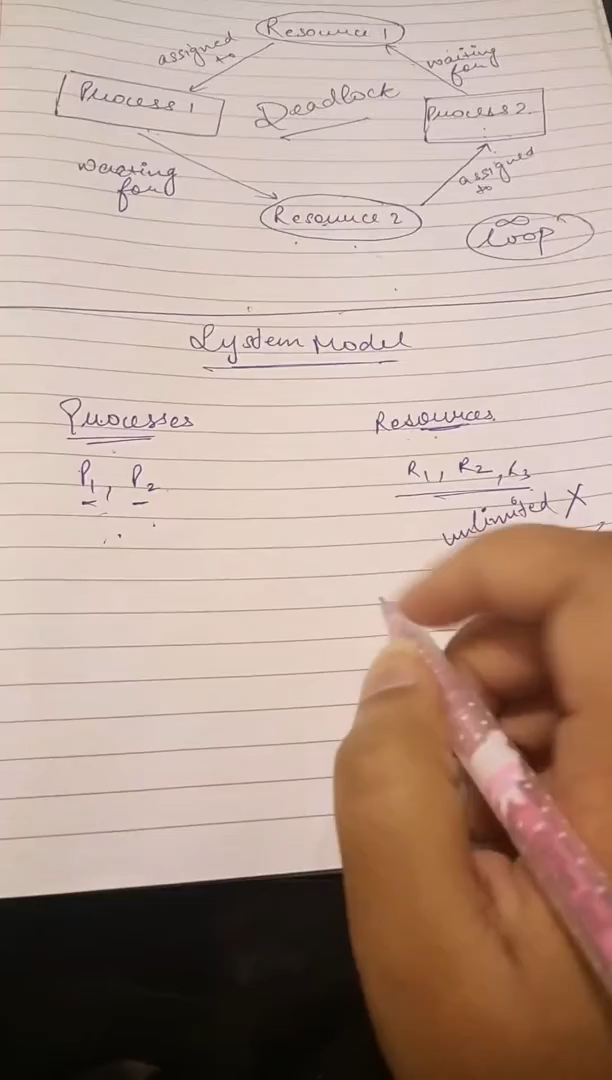 Resource 1
assigned to
waiting for
Process 1
Deadlock
Process 2
waiting for
assigned to
Resource 2
∞ loop
System Model
Processes
Resources
P1, P2
R1, R2, R3
unlimited X